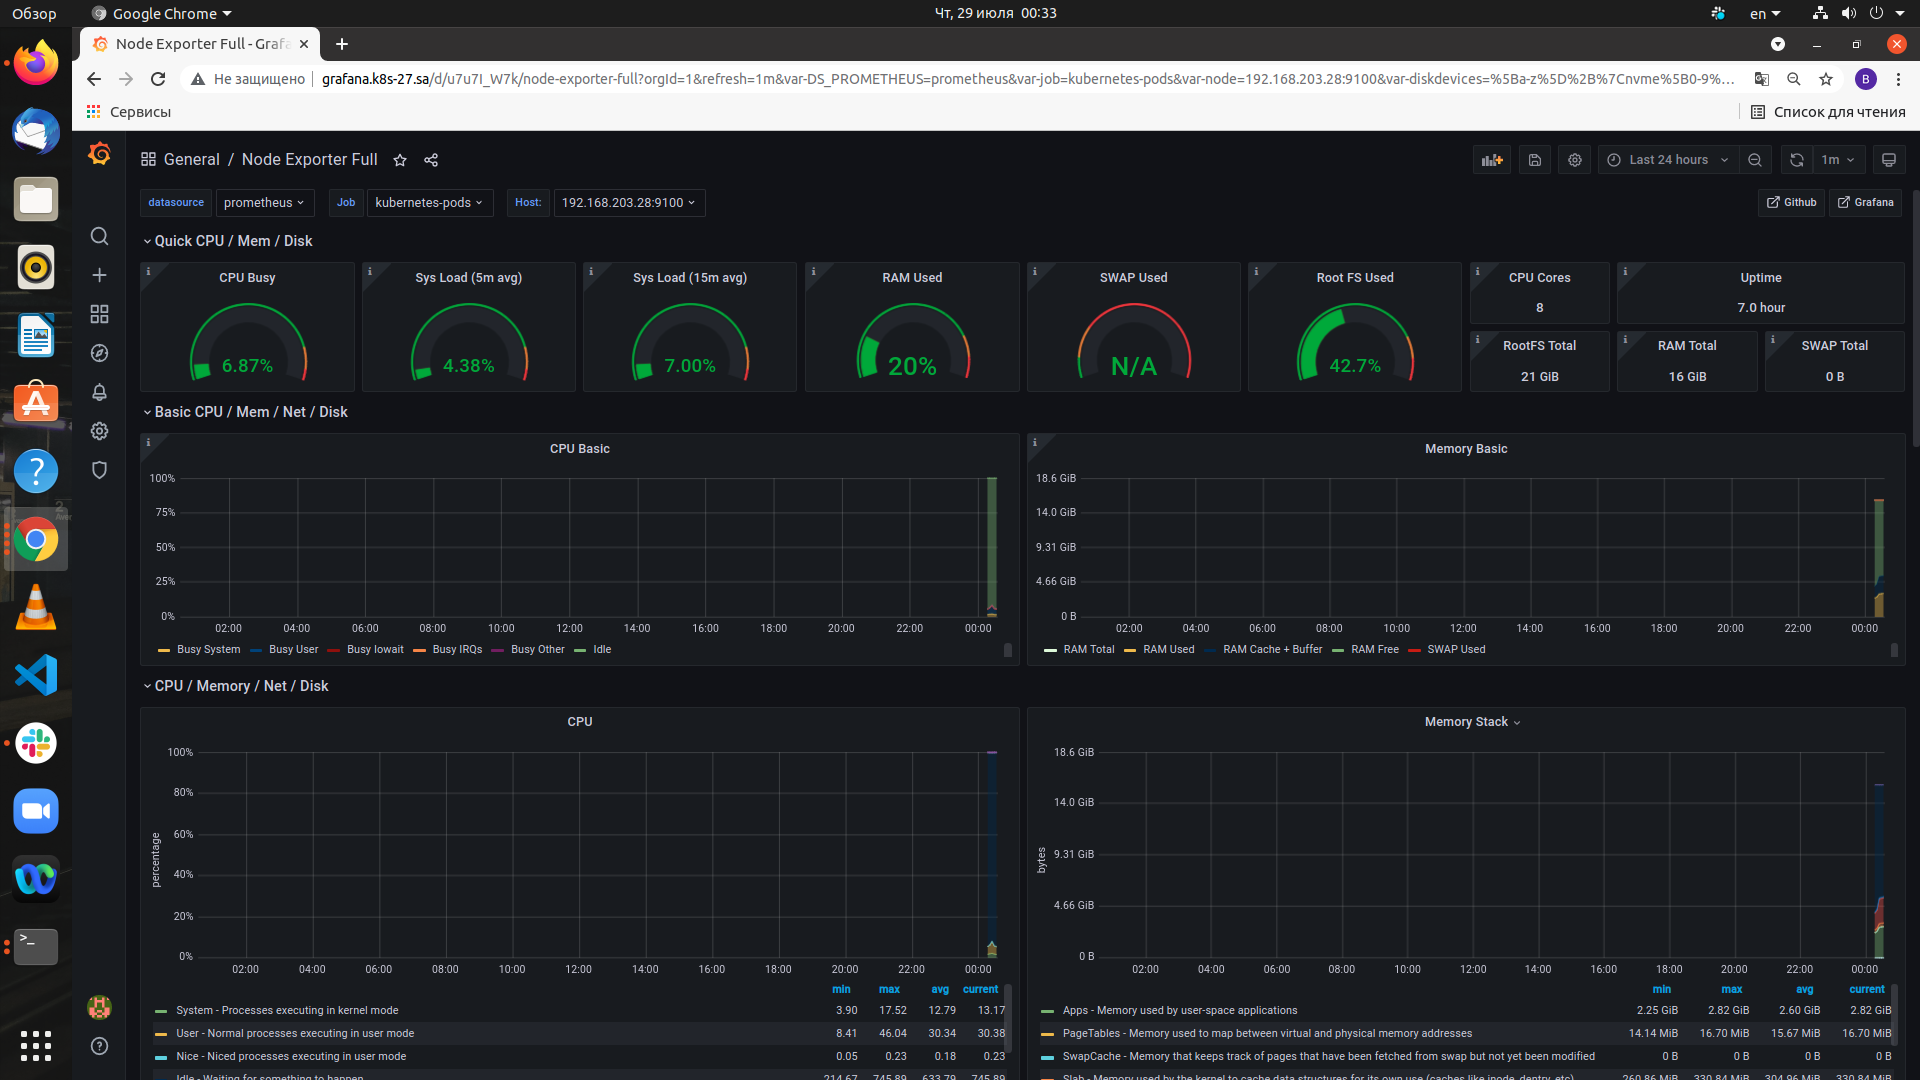 Обзор
Google Chrome
Чт, 29 июля 00:33
en
Node Exporter Full - Grafa
Не защищено
grafana.k8s-27.sa/d/u7u7I_W7k/node-exporter-full?orgId=1&refresh=1m&var-DS_PROMETHEUS=prometheus&var-job=kubernetes-pods&var-node=192.168.203.28:9100&var-diskdevices=%5Ba-z%5D%2B%7Cnvme%5B0-9%...
B
Сервисы
Список для чтения
General / Node Exporter Full
Last 24 hours
1m
datasource
prometheus
Job
kubernetes-pods
Host:
192.168.203.28:9100
Github
Grafana
Quick CPU / Mem / Disk
CPU Busy
6.87%
Sys Load (5m avg)
4.38%
Sys Load (15m avg)
7.00%
RAM Used
20%
SWAP Used
N/A
Root FS Used
42.7%
CPU Cores
8
Uptime
7.0 hour
RootFS Total
21 GiB
RAM Total
16 GiB
SWAP Total
0 B
Basic CPU / Mem / Net / Disk
CPU Basic
100%
75%
50%
25%
0%
02:00 04:00 06:00 08:00 10:00 12:00 14:00 16:00 18:00 20:00 22:00 00:00
Busy System Busy User Busy Iowait Busy IRQs Busy Other Idle
Memory Basic
18.6 GiB
14.0 GiB
9.31 GiB
4.66 GiB
0 B
02:00 04:00 06:00 08:00 10:00 12:00 14:00 16:00 18:00 20:00 22:00 00:00
RAM Total RAM Used RAM Cache + Buffer RAM Free SWAP Used
CPU / Memory / Net / Disk
CPU
percentage
100%
80%
60%
40%
20%
0%
02:00 04:00 06:00 08:00 10:00 12:00 14:00 16:00 18:00 20:00 22:00 00:00
min max avg current
System - Processes executing in kernel mode 3.90 17.52 12.79 13.17
User - Normal processes executing in user mode 8.41 46.04 30.34 30.38
Nice - Niced processes executing in user mode 0.05 0.23 0.18 0.23
Idle - Waiting for something to happen 214.67 745.89 633.79 745.89
Memory Stack
bytes
18.6 GiB
14.0 GiB
9.31 GiB
4.66 GiB
0 B
02:00 04:00 06:00 08:00 10:00 12:00 14:00 16:00 18:00 20:00 22:00 00:00
min max avg current
Apps - Memory used by user-space applications 2.25 GiB 2.82 GiB 2.60 GiB 2.82 GiB
PageTables - Memory used to map between virtual and physical memory addresses 14.14 MiB 16.70 MiB 15.67 MiB 16.70 MiB
SwapCache - Memory that keeps track of pages that have been fetched from swap but not yet been modified 0 B 0 B 0 B 0 B
Slab - Memory used by the kernel to cache data structures for its own use (caches like inode, dentry, etc) 260.86 MiB 330.84 MiB 304.96 MiB 330.84 MiB